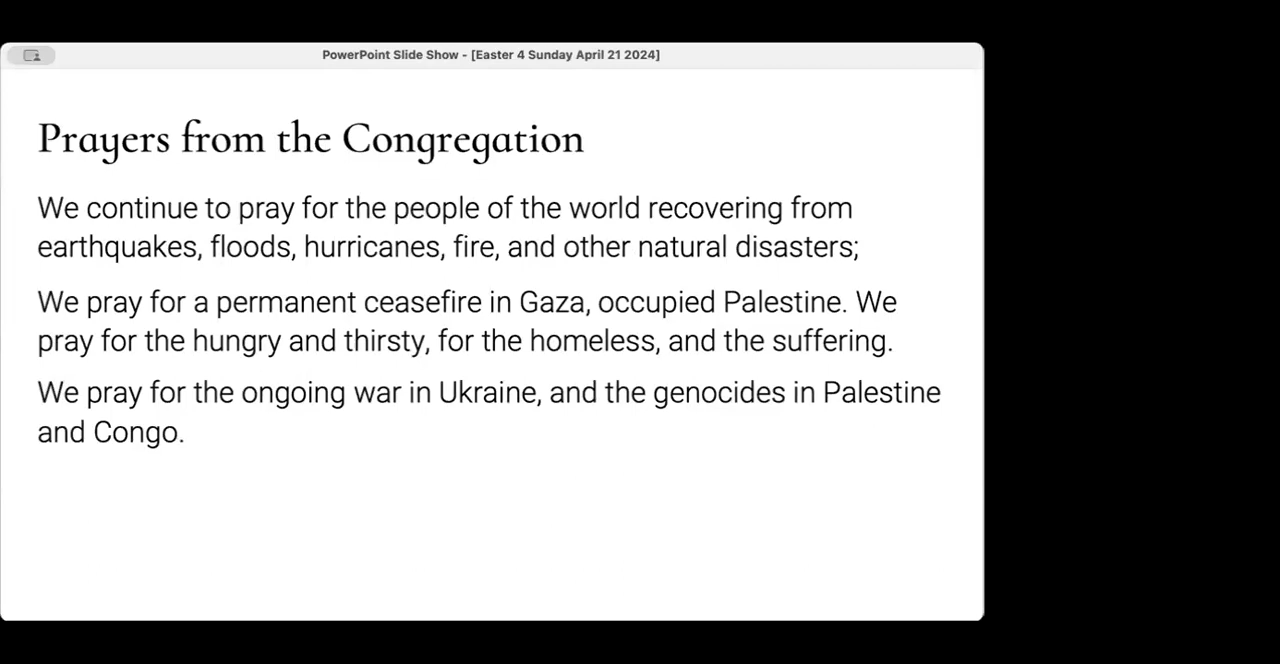 PowerPoint Slide Show - [Easter 4 Sunday April 21 2024]
Prayers from the Congregation
We continue to pray for the people of the world recovering from
earthquakes, floods, hurricanes, fire, and other natural disasters;
We pray for a permanent ceasefire in Gaza, occupied Palestine. We
pray for the hungry and thirsty, for the homeless, and the suffering.
We pray for the ongoing war in Ukraine, and the genocides in Palestine
and Congo.